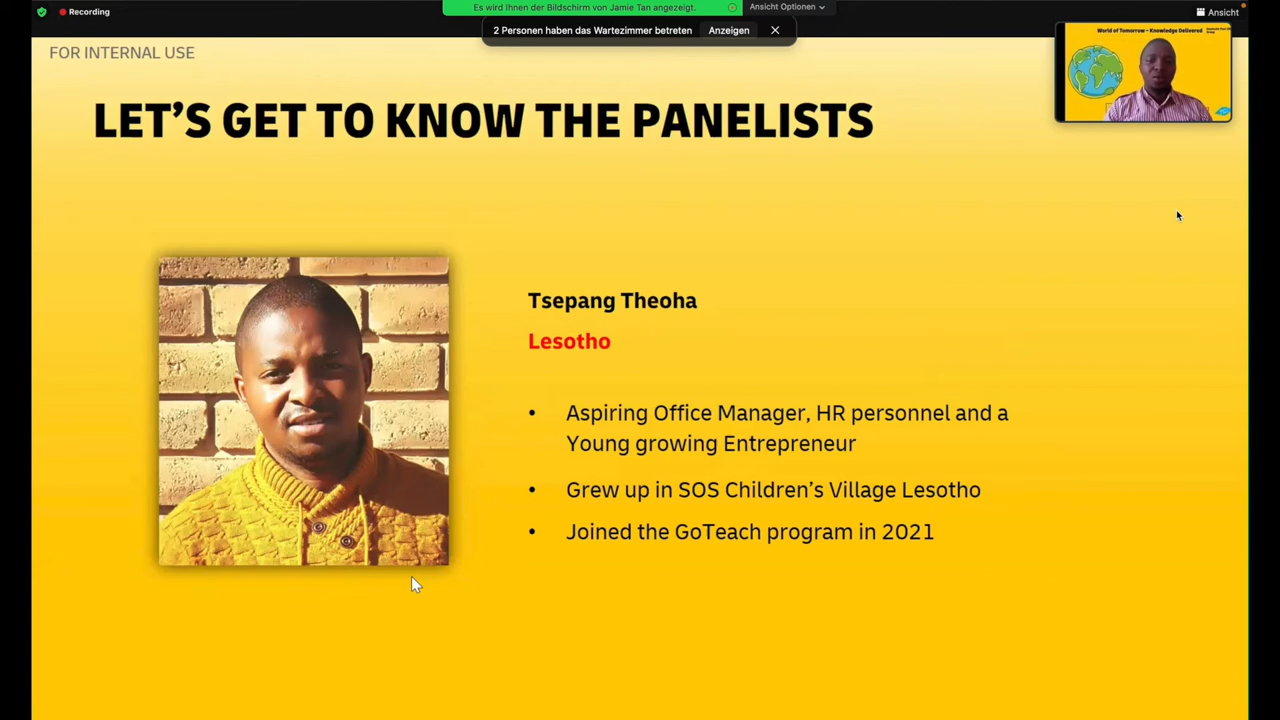 Recording
Es wird Ihnen der Bildschirm von Jamie Tan angezeigt.
Ansicht Optionen
2 Personen haben das Wartezimmer betreten
Anzeigen
Ansicht
World of Tomorrow – Knowledge Delivered
FOR INTERNAL USE
LET'S GET TO KNOW THE PANELISTS
Tsepang Theoha
Lesotho
• Aspiring Office Manager, HR personnel and a
Young growing Entrepreneur
• Grew up in SOS Children's Village Lesotho
• Joined the GoTeach program in 2021